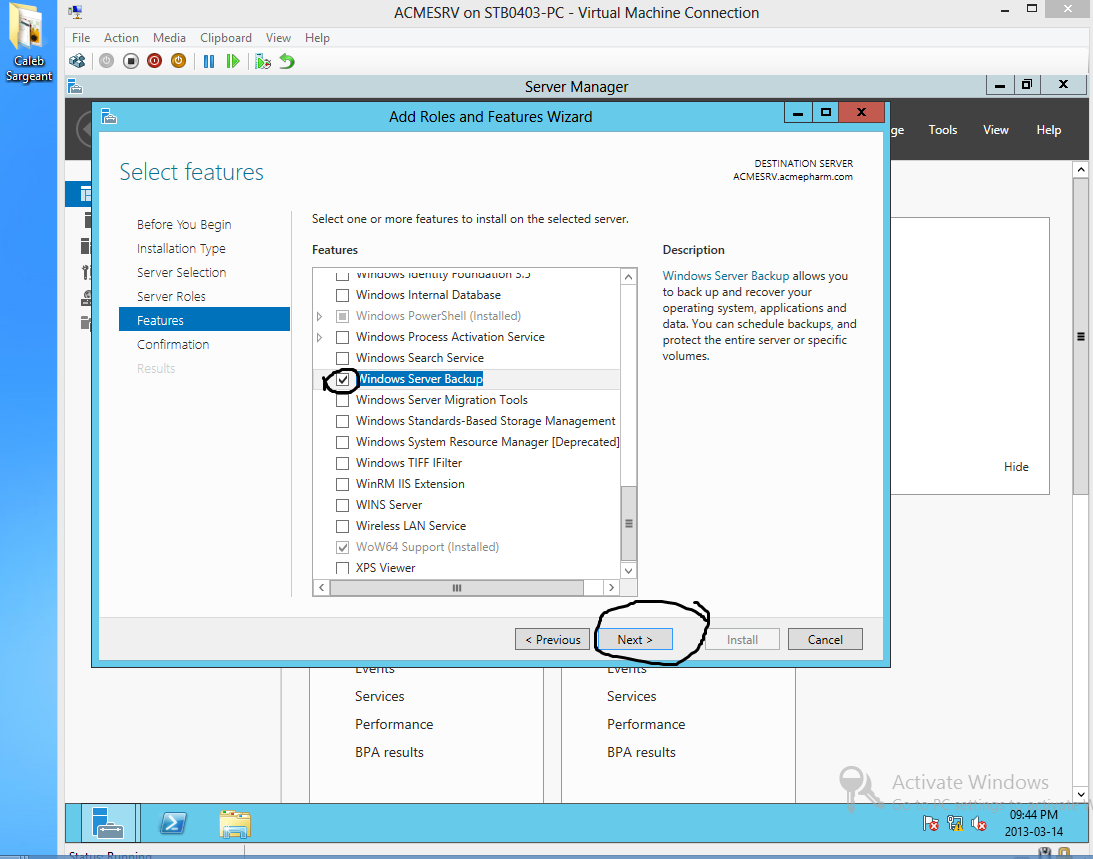 ACMESRV on STB0403-PC - Virtual Machine Connection
Caleb
Sargeant
File Action Media Clipboard View Help
Server Manager
Add Roles and Features Wizard
Tools View Help
Select features
DESTINATION SERVER
ACMESRV.acmepharm.com
Before You Begin
Installation Type
Server Selection
Server Roles
Features
Confirmation
Results
Select one or more features to install on the selected server.
Features
Windows Identity Foundation 3.5
Windows Internal Database
Windows PowerShell (Installed)
Windows Process Activation Service
Windows Search Service
Windows Server Backup
Windows Server Migration Tools
Windows Standards-Based Storage Management
Windows System Resource Manager [Deprecated]
Windows TIFF IFilter
WinRM IIS Extension
WINS Server
Wireless LAN Service
WoW64 Support (Installed)
XPS Viewer
Description
Windows Server Backup allows you
to back up and recover your
operating system, applications and
data. You can schedule backups, and
protect the entire server or specific
volumes.
Hide
< Previous
Next >
Install
Cancel
Events
Services
Performance
BPA results
Events
Services
Performance
BPA results
Activate Windows
Go to PC settings to activate
09:44 PM
2013-03-14
Status: Running